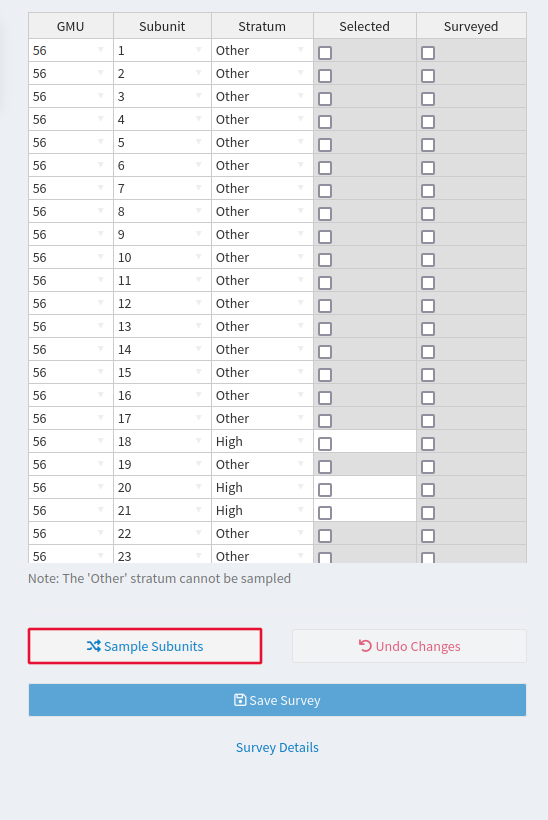 GMU Subunit Stratum Selected Surveyed
56 1 Other
56 2 Other
56 3 Other
56 4 Other
56 5 Other
56 6 Other
56 7 Other
56 8 Other
56 9 Other
56 10 Other
56 11 Other
56 12 Other
56 13 Other
56 14 Other
56 15 Other
56 16 Other
56 17 Other
56 18 High
56 19 Other
56 20 High
56 21 High
56 22 Other
56 23 Other
Note: The 'Other' stratum cannot be sampled
Sample Subunits Undo Changes
Save Survey
Survey Details